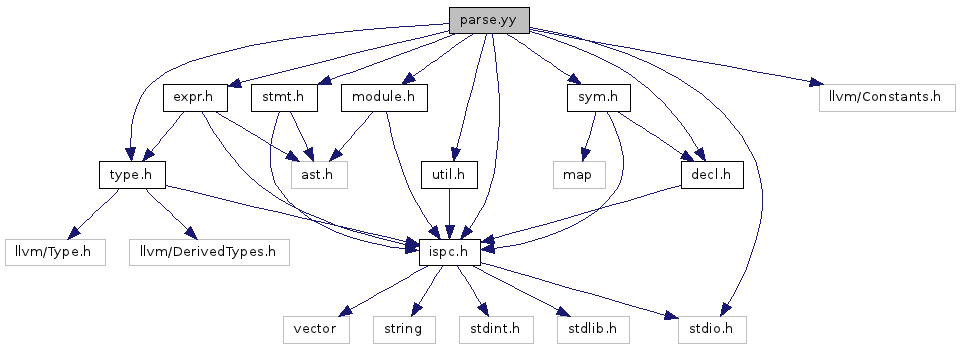 parse.yy
expr.h
stmt.h
module.h
sym.h
llvm/Constants.h
type.h
ast.h
util.h
map
decl.h
llvm/Type.h
llvm/DerivedTypes.h
ispc.h
vector
string
stdint.h
stdlib.h
stdio.h